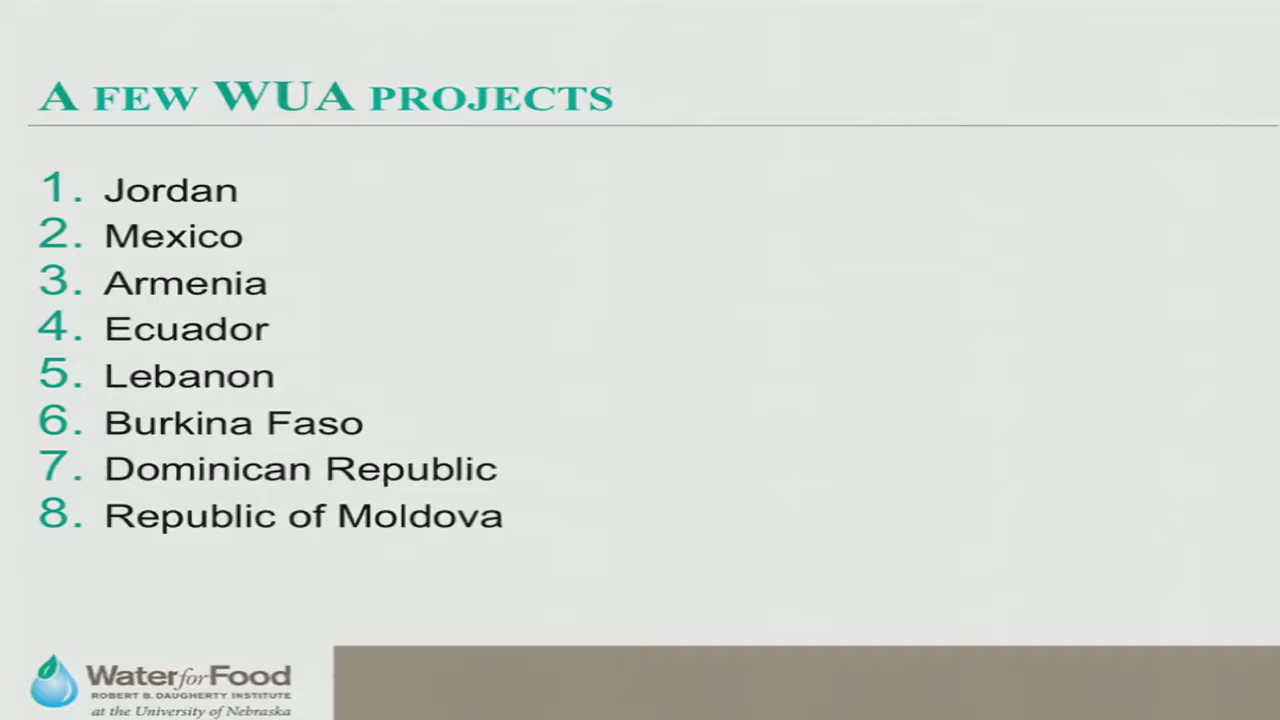 A FEW WUA PROJECTS
1. Jordan
2. Mexico
3. Armenia
4. Ecuador
5. Lebanon
6. Burkina Faso
7. Dominican Republic
8. Republic of Moldova
Water for Food
ROBERT B. DAUGHERTY INSTITUTE
at the University of Nebraska